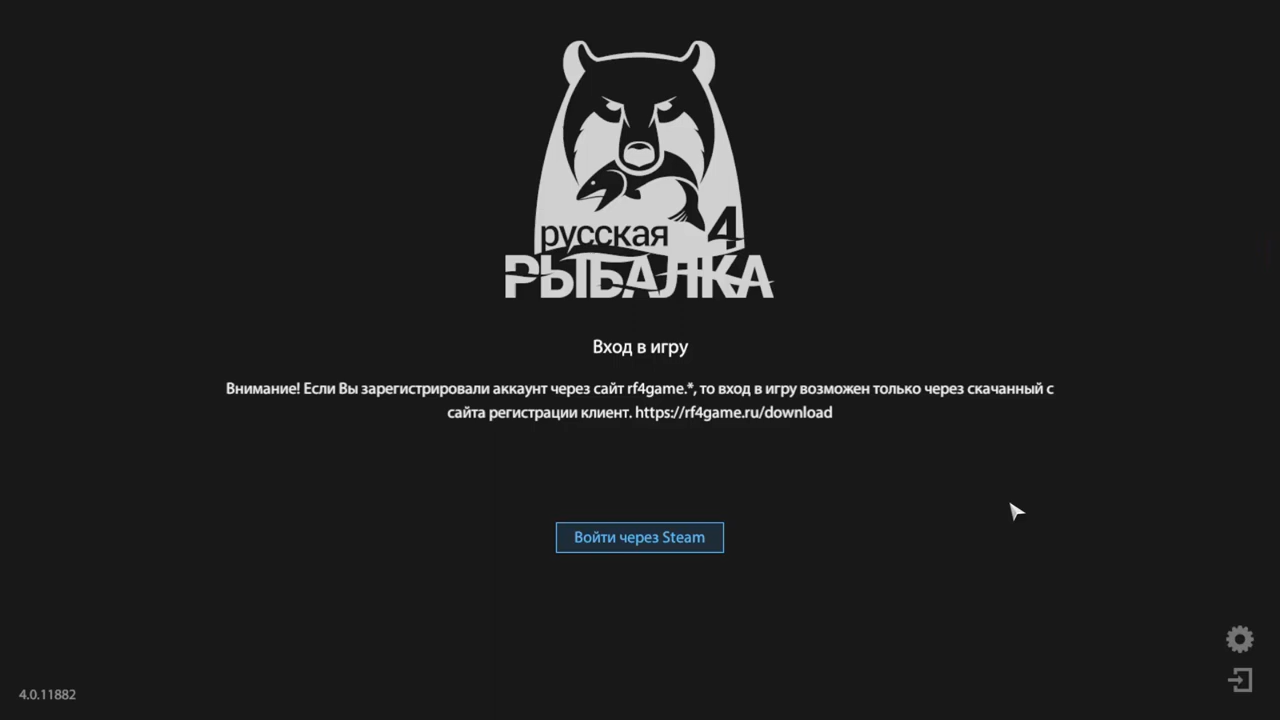 русская 4
РЫБАЛКА
Вход в игру
Внимание! Если Вы зарегистрировали аккаунт через сайт rf4game.*, то вход в игру возможен только через скачанный с
сайта регистрации клиент. https://rf4game.ru/download
Войти через Steam
4.0.11882